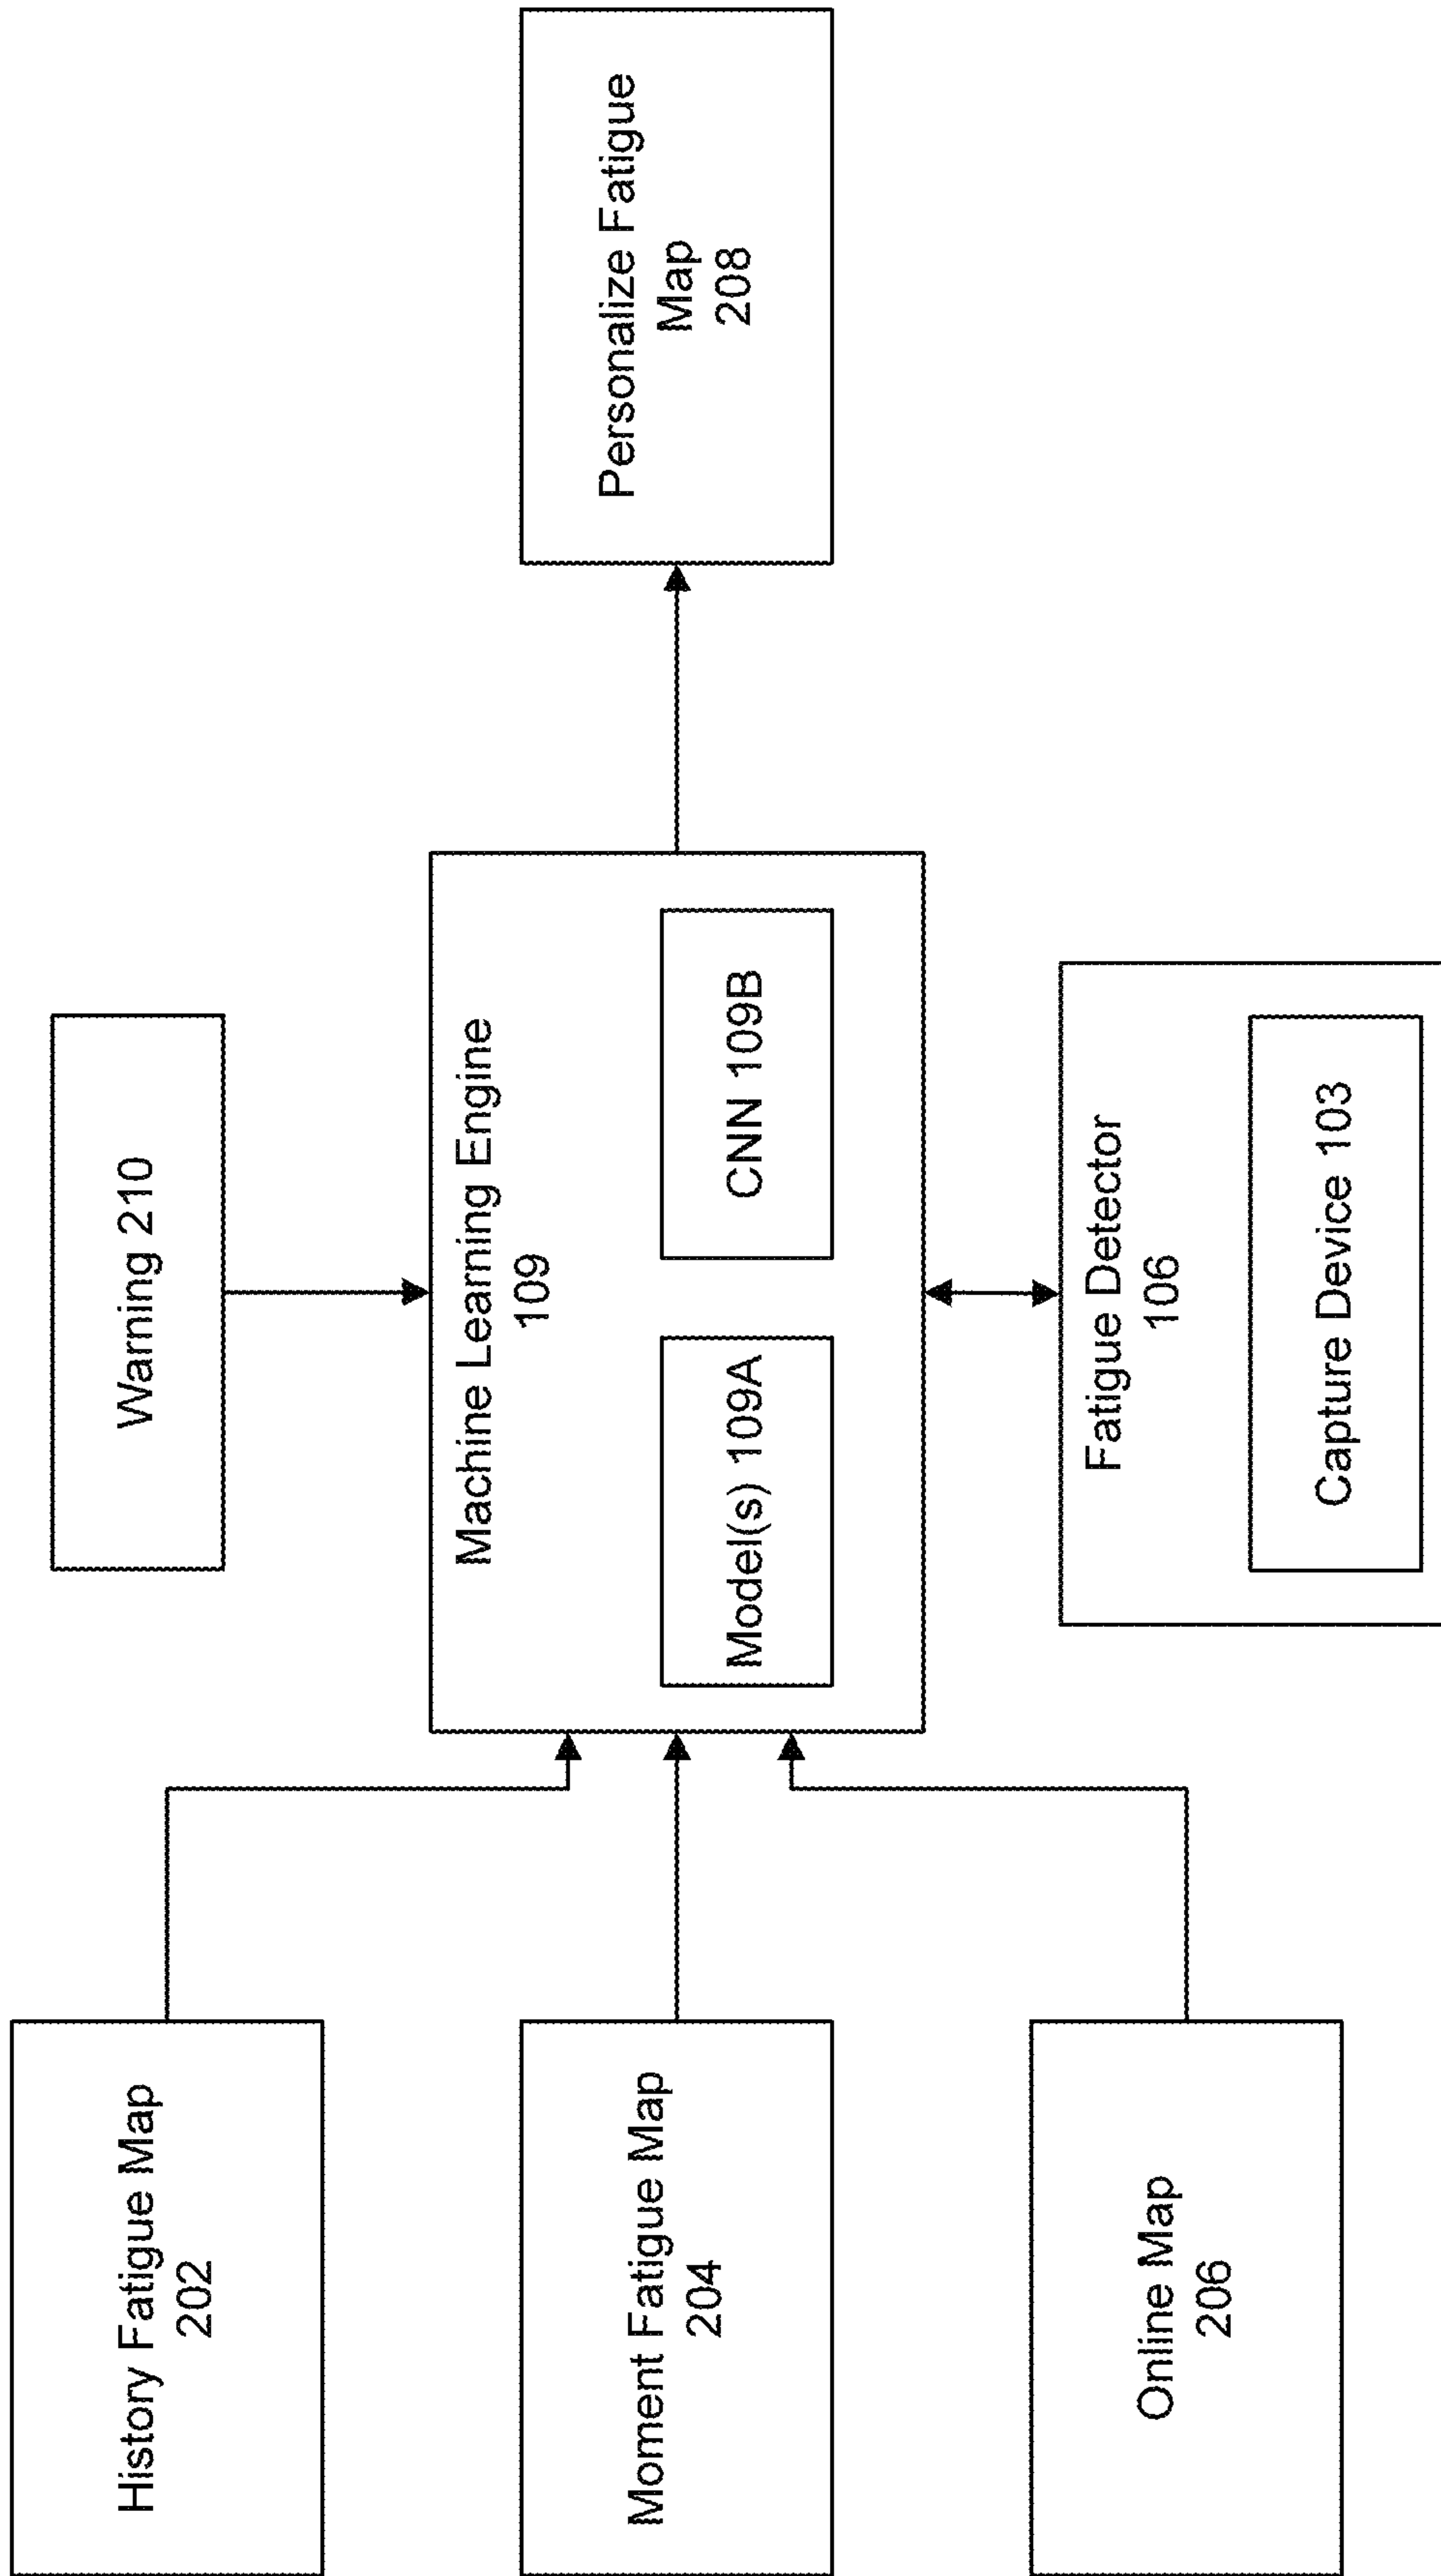 History Fatigue Map
202
Moment Fatigue Map
204
Online Map
206
Warning 210
Machine Learning Engine
109
Model(s) 109A
CNN 109B
Fatigue Detector
106
Capture Device 103
Personalize Fatigue
Map
208